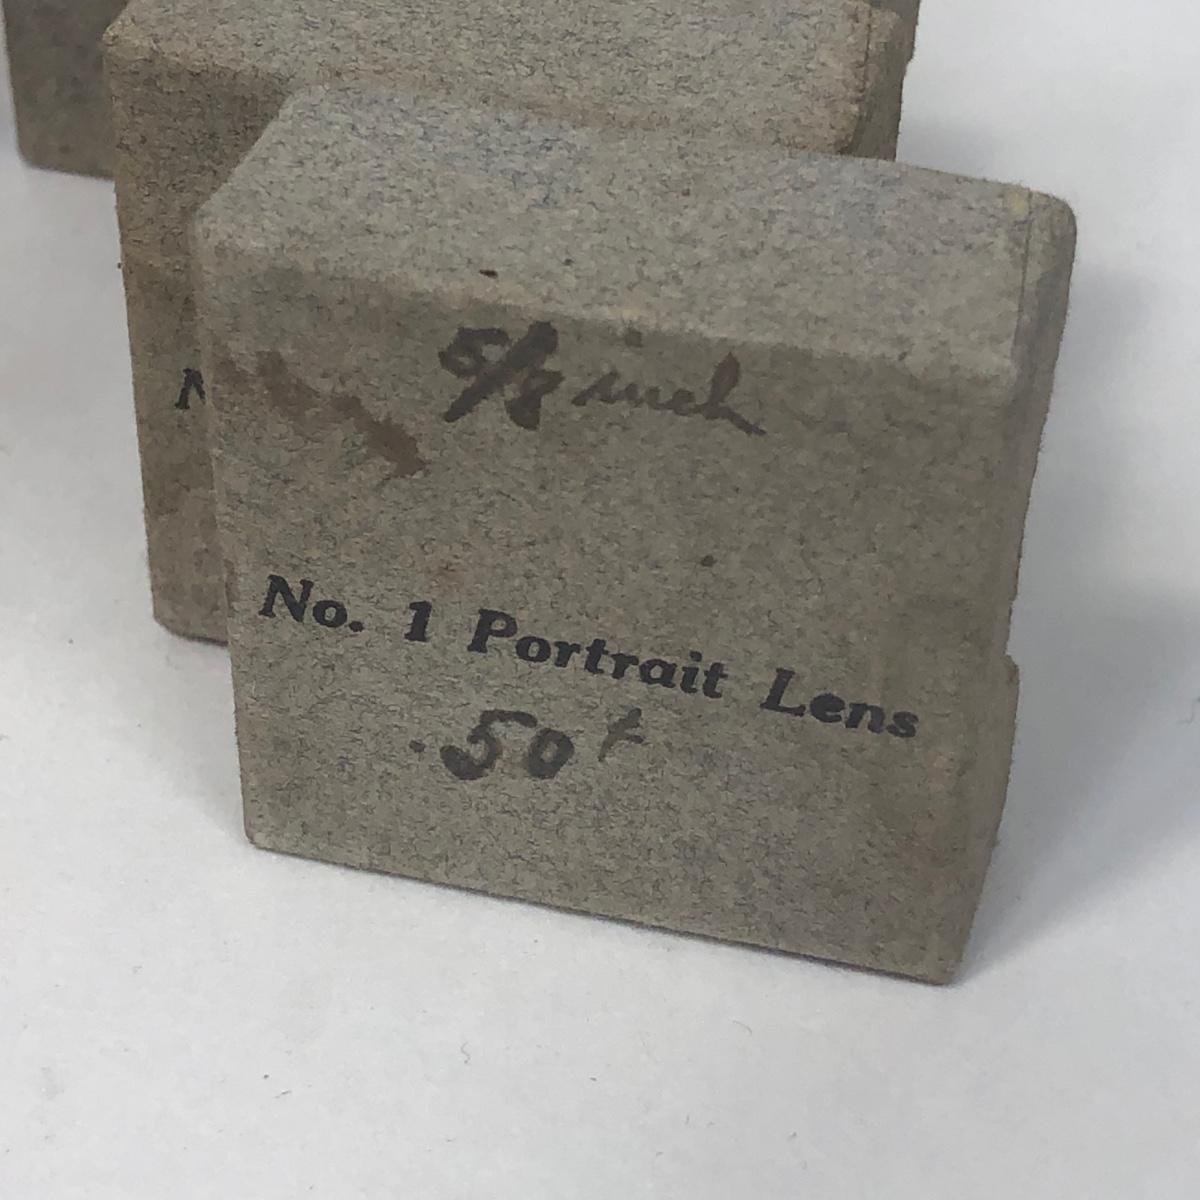 5/8 inch
No. 1 Portrait Lens
.50 t
N